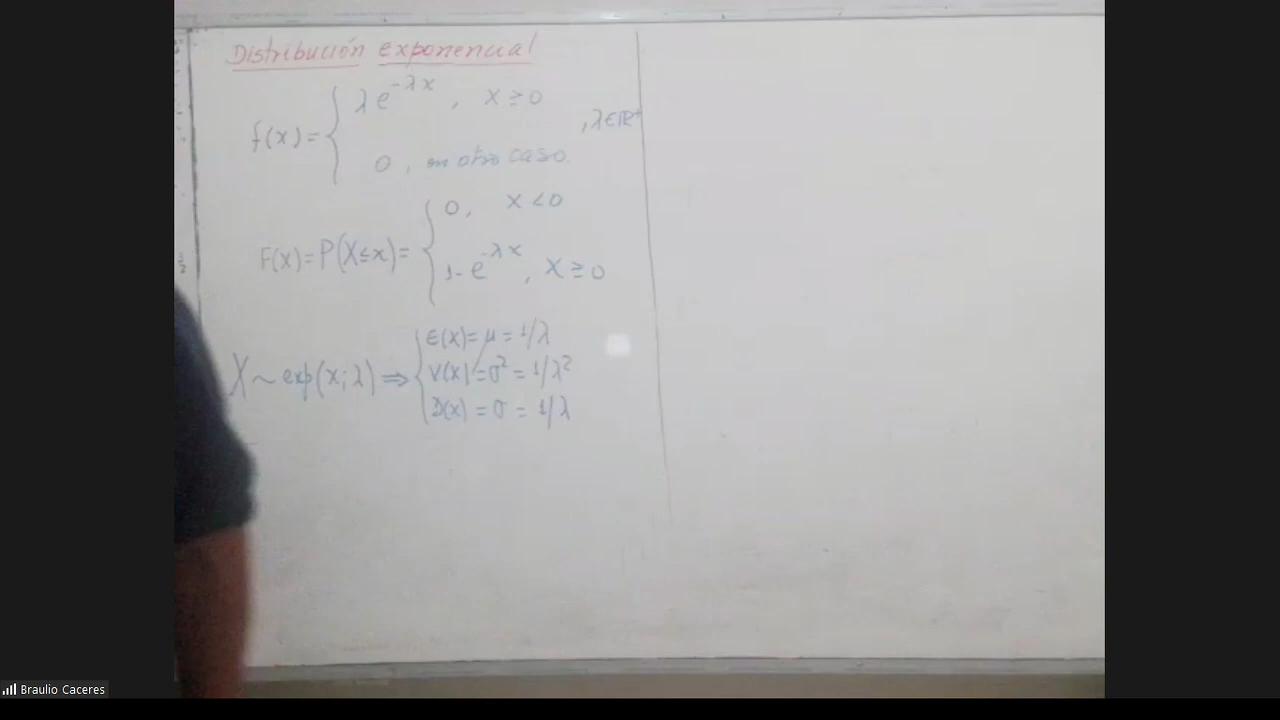 Distribución exponencial
f(x) = { λe^{-λx}, x ≥ 0
0, en otro caso. , λ∈ℝ⁺
F(x) = P(X≤x) = { 0, x < 0
1 - e^{-λx}, x ≥ 0
X ~ exp(x; λ) ⇒ { E(x) = μ = 1/λ
V(x) = σ² = 1/λ²
D(x) = σ = 1/λ
Braulio Caceres